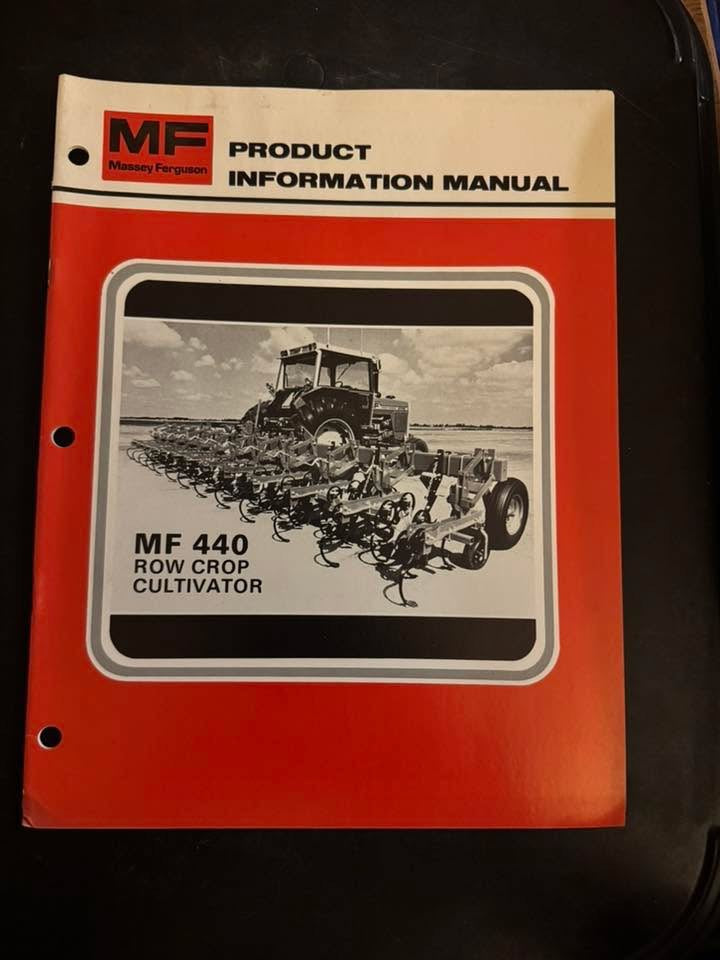 MF
Massey Ferguson
PRODUCT
INFORMATION MANUAL
MF 440
ROW CROP
CULTIVATOR